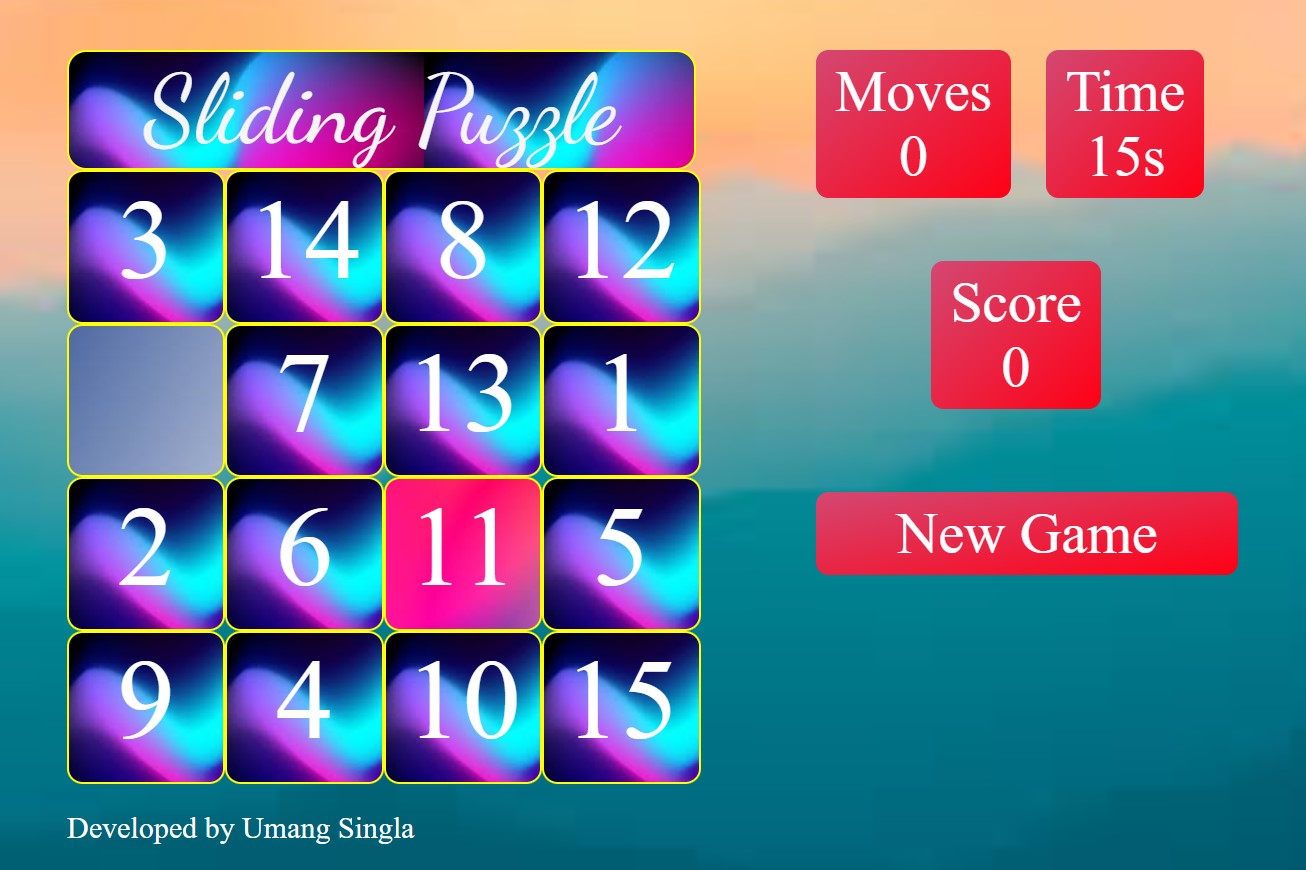 Sliding Puzzle
3 14 8 12
7 13 1
2 6 11 5
9 4 10 15
Moves
0
Time
15s
Score
0
New Game
Developed by Umang Singla